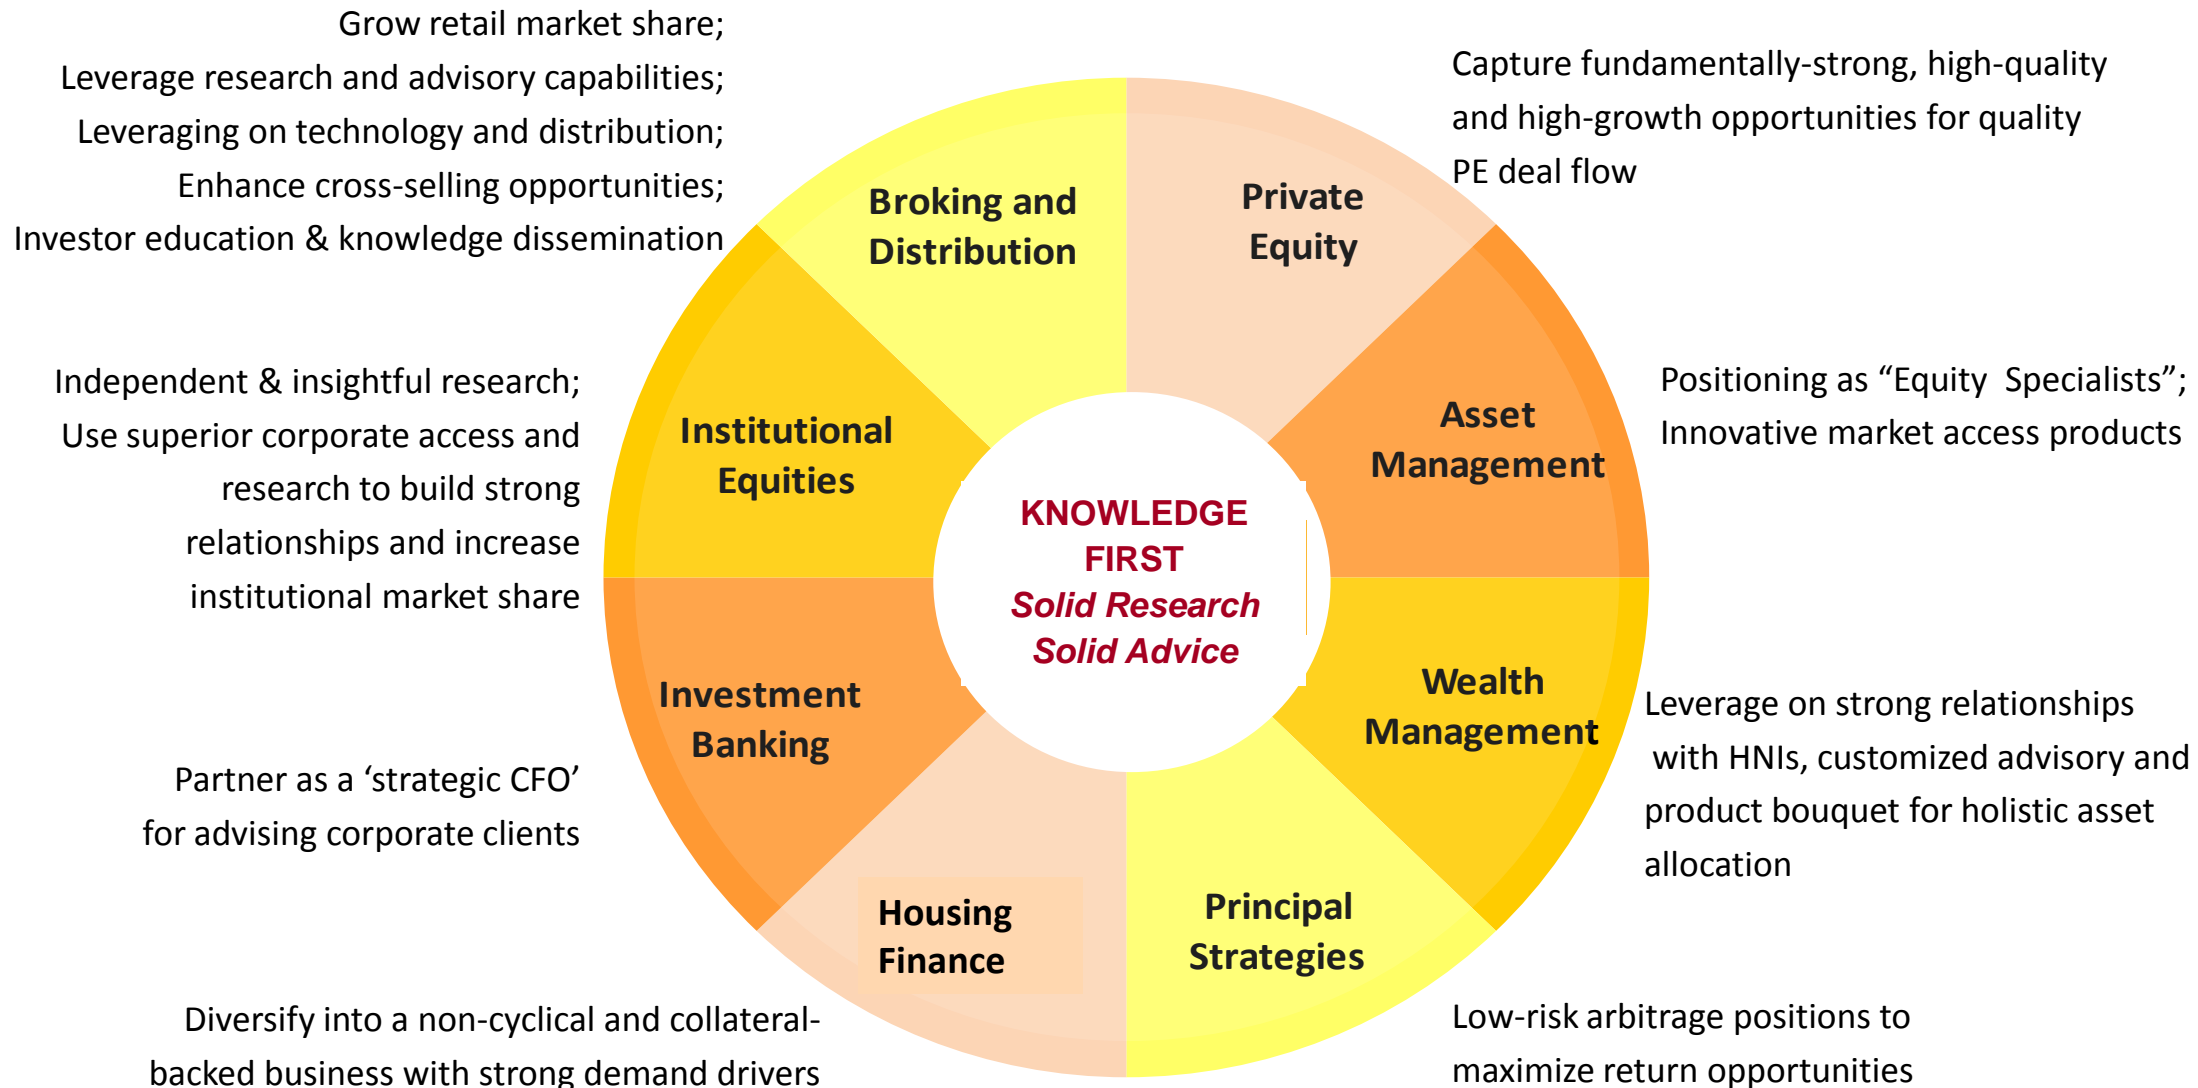 Grow retail market share;
Leverage research and advisory capabilities;
Leveraging on technology and distribution;
Enhance cross-selling opportunities;
Investor education & knowledge dissemination
Capture fundamentally-strong, high-quality
and high-growth opportunities for quality
PE deal flow
Broking and
Distribution
Private
Equity
Independent & insightful research;
Use superior corporate access and
research to build strong
relationships and increase
institutional market share
Institutional
Equities
Asset
Management
Positioning as “Equity  Specialists”;
Innovative market access products
KNOWLEDGE
FIRST
Solid Research
Solid Advice
Partner as a ‘strategic CFO’
for advising corporate clients
Investment
Banking
Wealth
Management
Leverage on strong relationships
with HNIs, customized advisory and
product bouquet for holistic asset
allocation
Housing
Finance
Principal
Strategies
Diversify into a non-cyclical and collateral-
backed business with strong demand drivers
Low-risk arbitrage positions to
maximize return opportunities